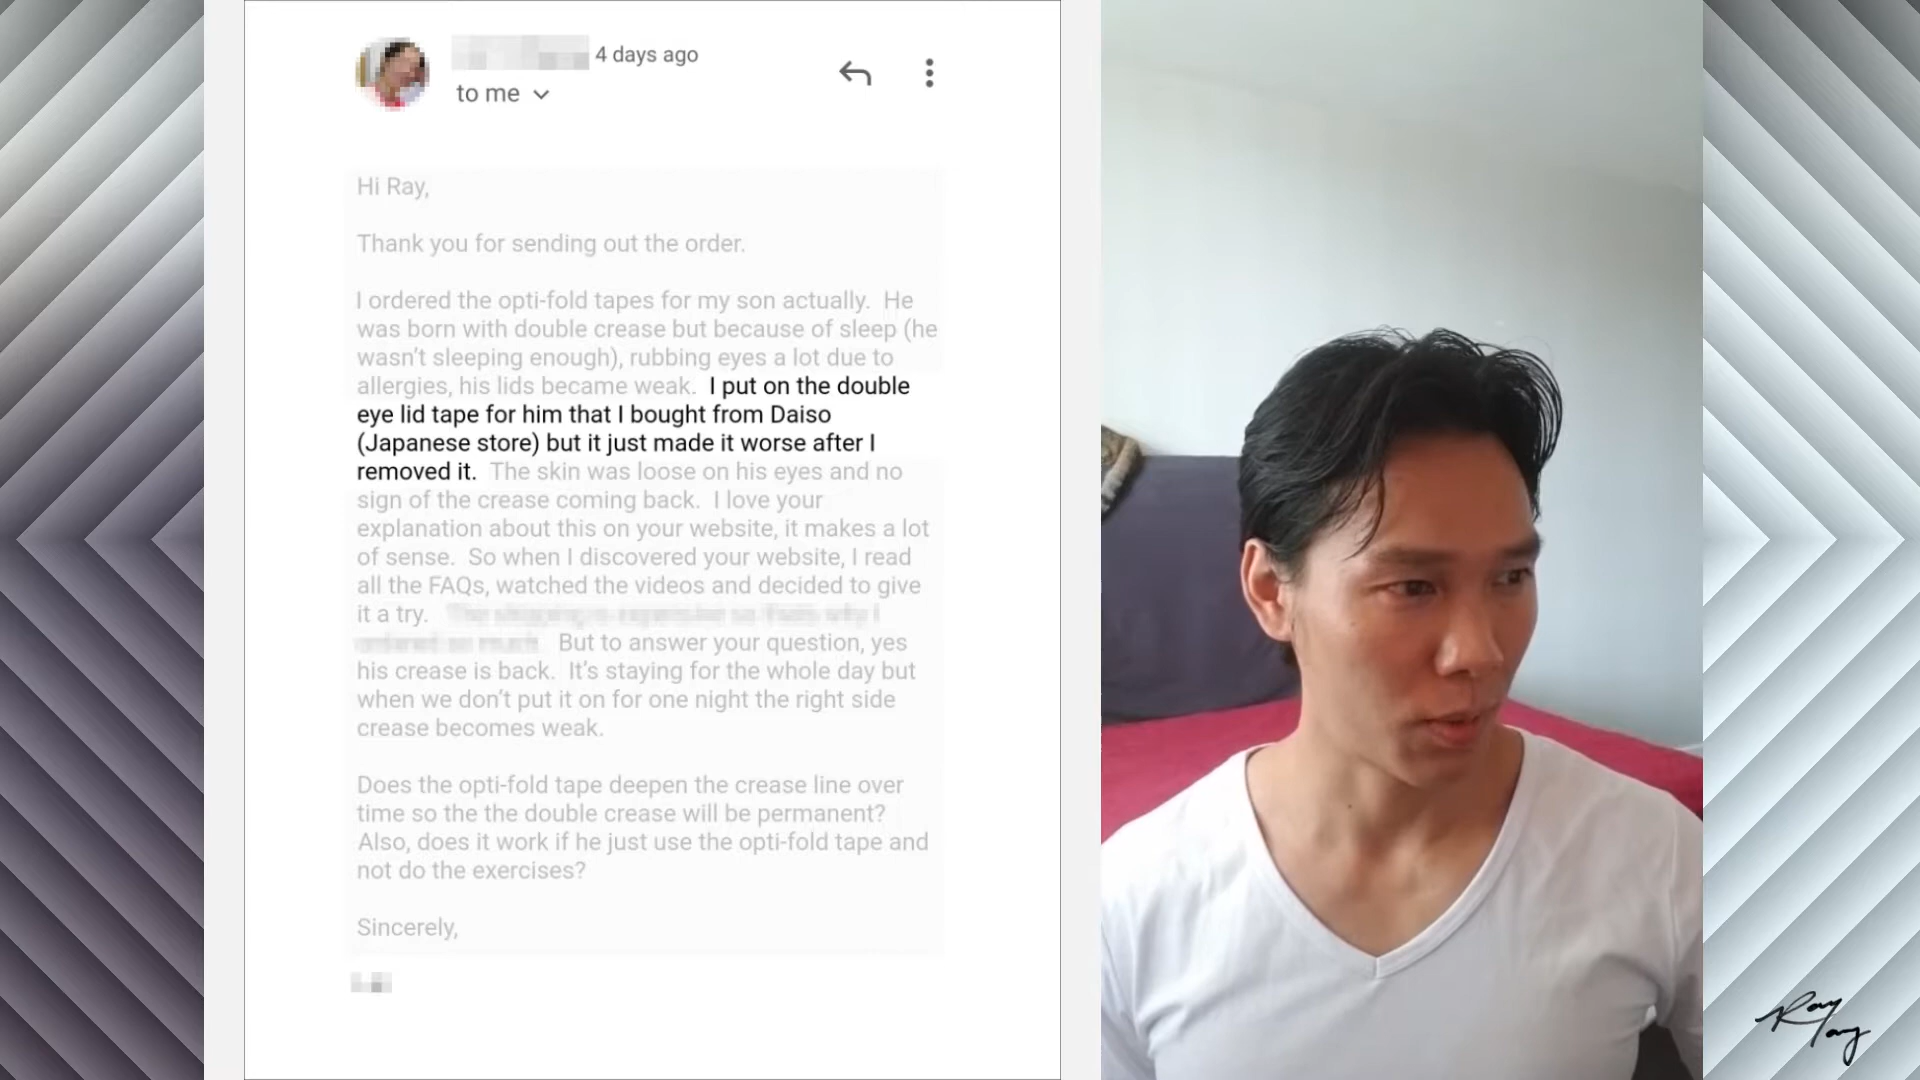 4 days ago
to me
Hi Ray,
Thank you for sending out the order.
I ordered the opti-fold tapes for my son actually.  He
was born with double crease but because of sleep (he
wasn't sleeping enough), rubbing eyes a lot due to
allergies, his lids became weak.  I put on the double
eye lid tape for him that I bought from Daiso
(Japanese store) but it just made it worse after I
removed it.  The skin was loose on his eyes and no
sign of the crease coming back.  I love your
explanation about this on your website, it makes a lot
of sense.  So when I discovered your website, I read
all the FAQs, watched the videos and decided to give
it a try.
But to answer your question, yes
his crease is back.  It's staying for the whole day but
when we don't put it on for one night the right side
crease becomes weak.
Does the opti-fold tape deepen the crease line over
time so the the double crease will be permanent?
Also, does it work if he just use the opti-fold tape and
not do the exercises?
Sincerely,